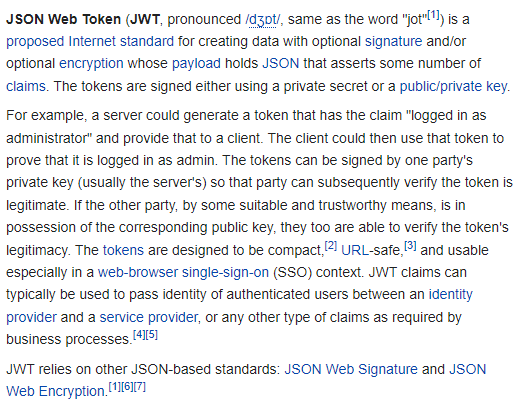 JSON Web Token (JWT, pronounced /dʒɒt/, same as the word "jot"[1]) is a
proposed Internet standard for creating data with optional signature and/or
optional encryption whose payload holds JSON that asserts some number of
claims. The tokens are signed either using a private secret or a public/private key.
For example, a server could generate a token that has the claim "logged in as
administrator" and provide that to a client. The client could then use that token to
prove that it is logged in as admin. The tokens can be signed by one party's
private key (usually the server's) so that party can subsequently verify the token is
legitimate. If the other party, by some suitable and trustworthy means, is in
possession of the corresponding public key, they too are able to verify the token's
legitimacy. The tokens are designed to be compact,[2] URL-safe,[3] and usable
especially in a web-browser single-sign-on (SSO) context. JWT claims can
typically be used to pass identity of authenticated users between an identity
provider and a service provider, or any other type of claims as required by
business processes.[4][5]
JWT relies on other JSON-based standards: JSON Web Signature and JSON
Web Encryption.[1][6][7]